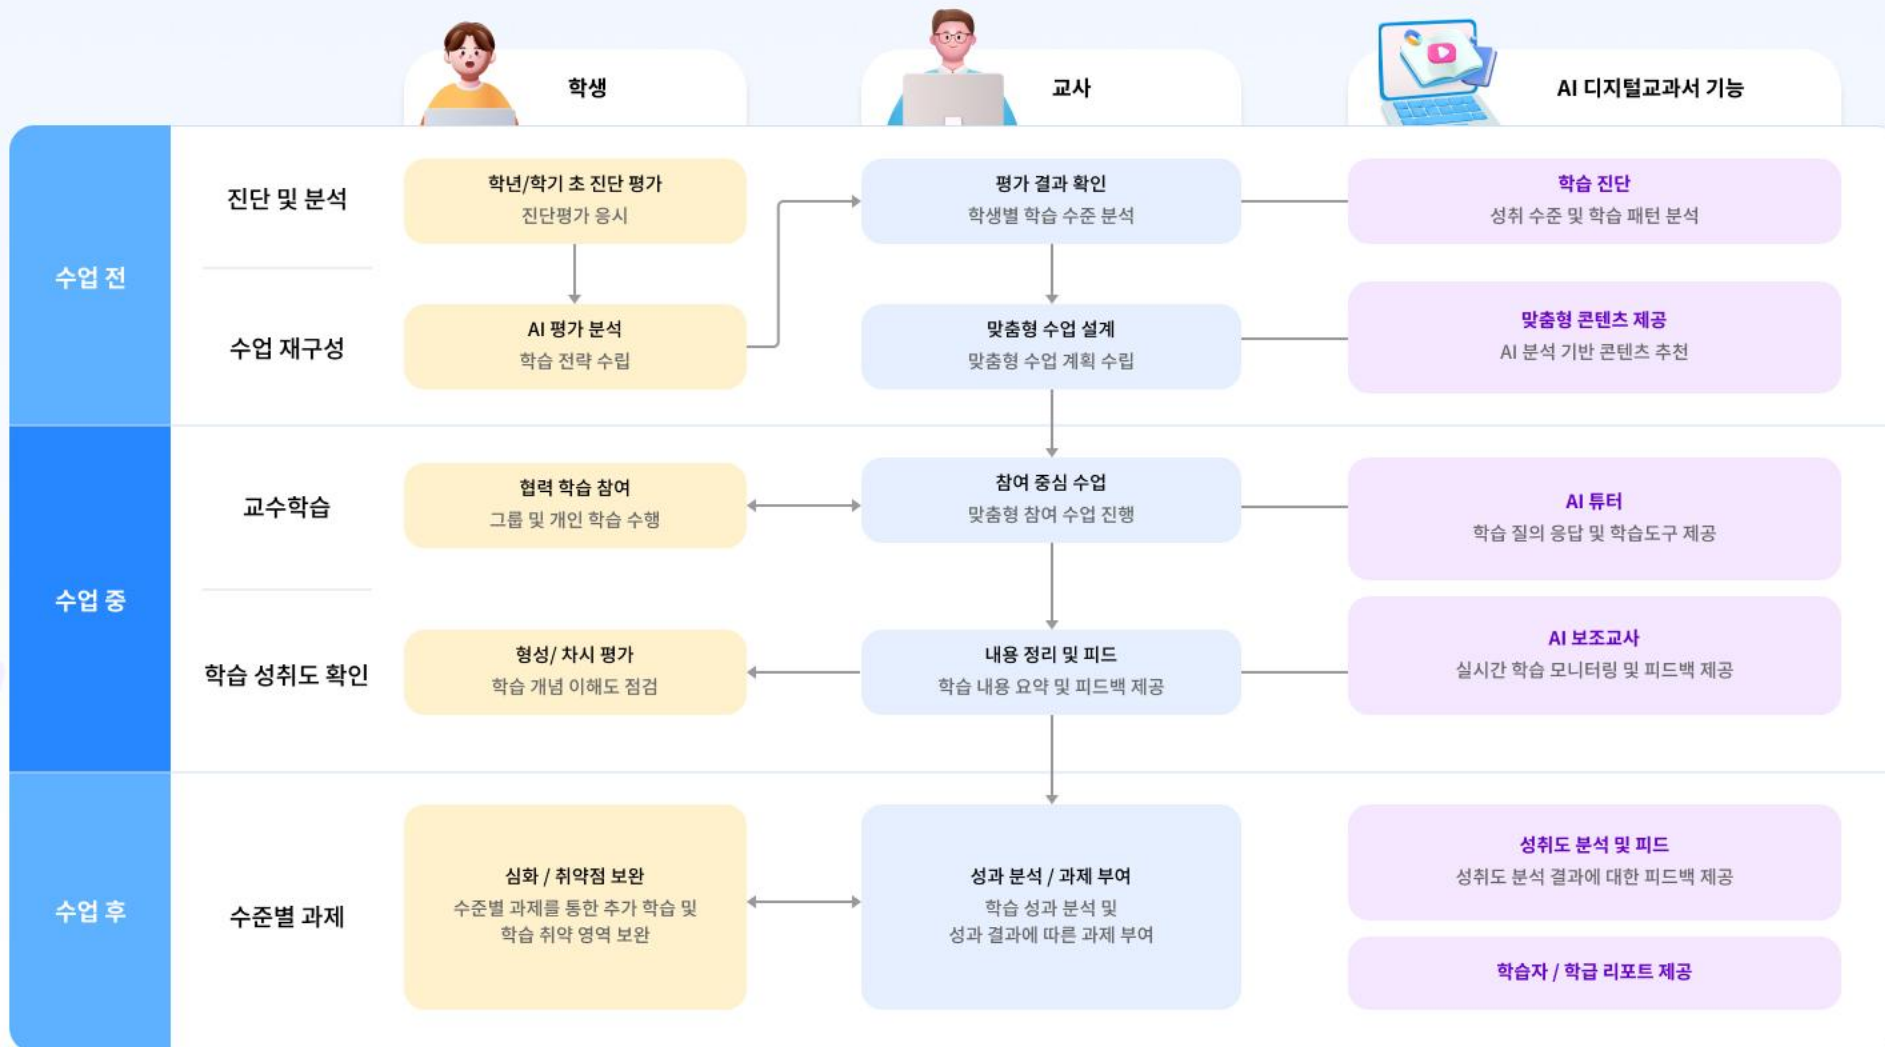 학생
교사
AI 디지털교과서 기능
수업 전
진단 및 분석
학년/학기 초 진단 평가
진단평가 응시
평가 결과 확인
학생별 학습 수준 분석
학습 진단
성취 수준 및 학습 패턴 분석
수업 재구성
AI 평가 분석
학습 전략 수립
맞춤형 수업 설계
맞춤형 수업 계획 수립
맞춤형 콘텐츠 제공
AI 분석 기반 콘텐츠 추천
수업 중
교수학습
협력 학습 참여
그룹 및 개인 학습 수행
참여 중심 수업
맞춤형 참여 수업 진행
AI 튜터
학습 질의 응답 및 학습도구 제공
학습 성취도 확인
형성/ 차시 평가
학습 개념 이해도 점검
내용 정리 및 피드
학습 내용 요약 및 피드백 제공
AI 보조교사
실시간 학습 모니터링 및 피드백 제공
수업 후
수준별 과제
심화 / 취약점 보완
수준별 과제를 통한 추가 학습 및
학습 취약 영역 보완
성과 분석 / 과제 부여
학습 성과 분석 및
성과 결과에 따른 과제 부여
성취도 분석 및 피드
성취도 분석 결과에 대한 피드백 제공
학습자 / 학급 리포트 제공